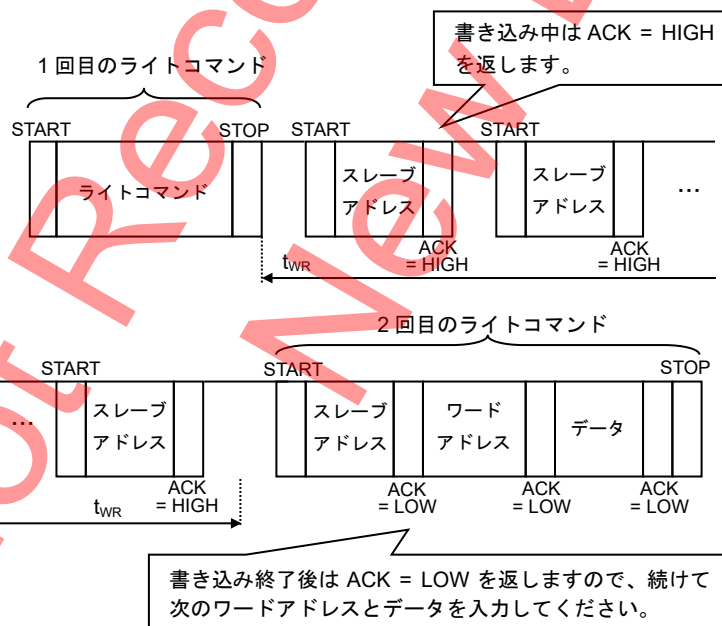 書き込み中は ACK = HIGH
を返します。
1 回目のライトコマンド
START STOP START START
ライトコマンド スレーブ アドレス スレーブ アドレス …
ACK = HIGH ACK = HIGH
tWR
2 回目のライトコマンド
START START STOP
… スレーブ アドレス スレーブ アドレス ワード アドレス データ
ACK = HIGH ACK = LOW ACK = LOW ACK = LOW
tWR
書き込み終了後は ACK = LOW を返しますので、続けて
次のワードアドレスとデータを入力してください。